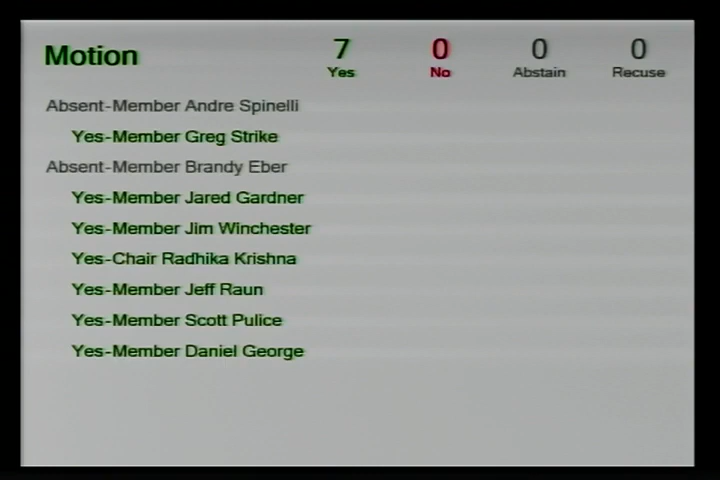 Motion 7 0 0 0
Yes No Abstain Recuse
Absent-Member Andre Spinelli
Yes-Member Greg Strike
Absent-Member Brandy Eber
Yes-Member Jared Gardner
Yes-Member Jim Winchester
Yes-Chair Radhika Krishna
Yes-Member Jeff Raun
Yes-Member Scott Pulice
Yes-Member Daniel George